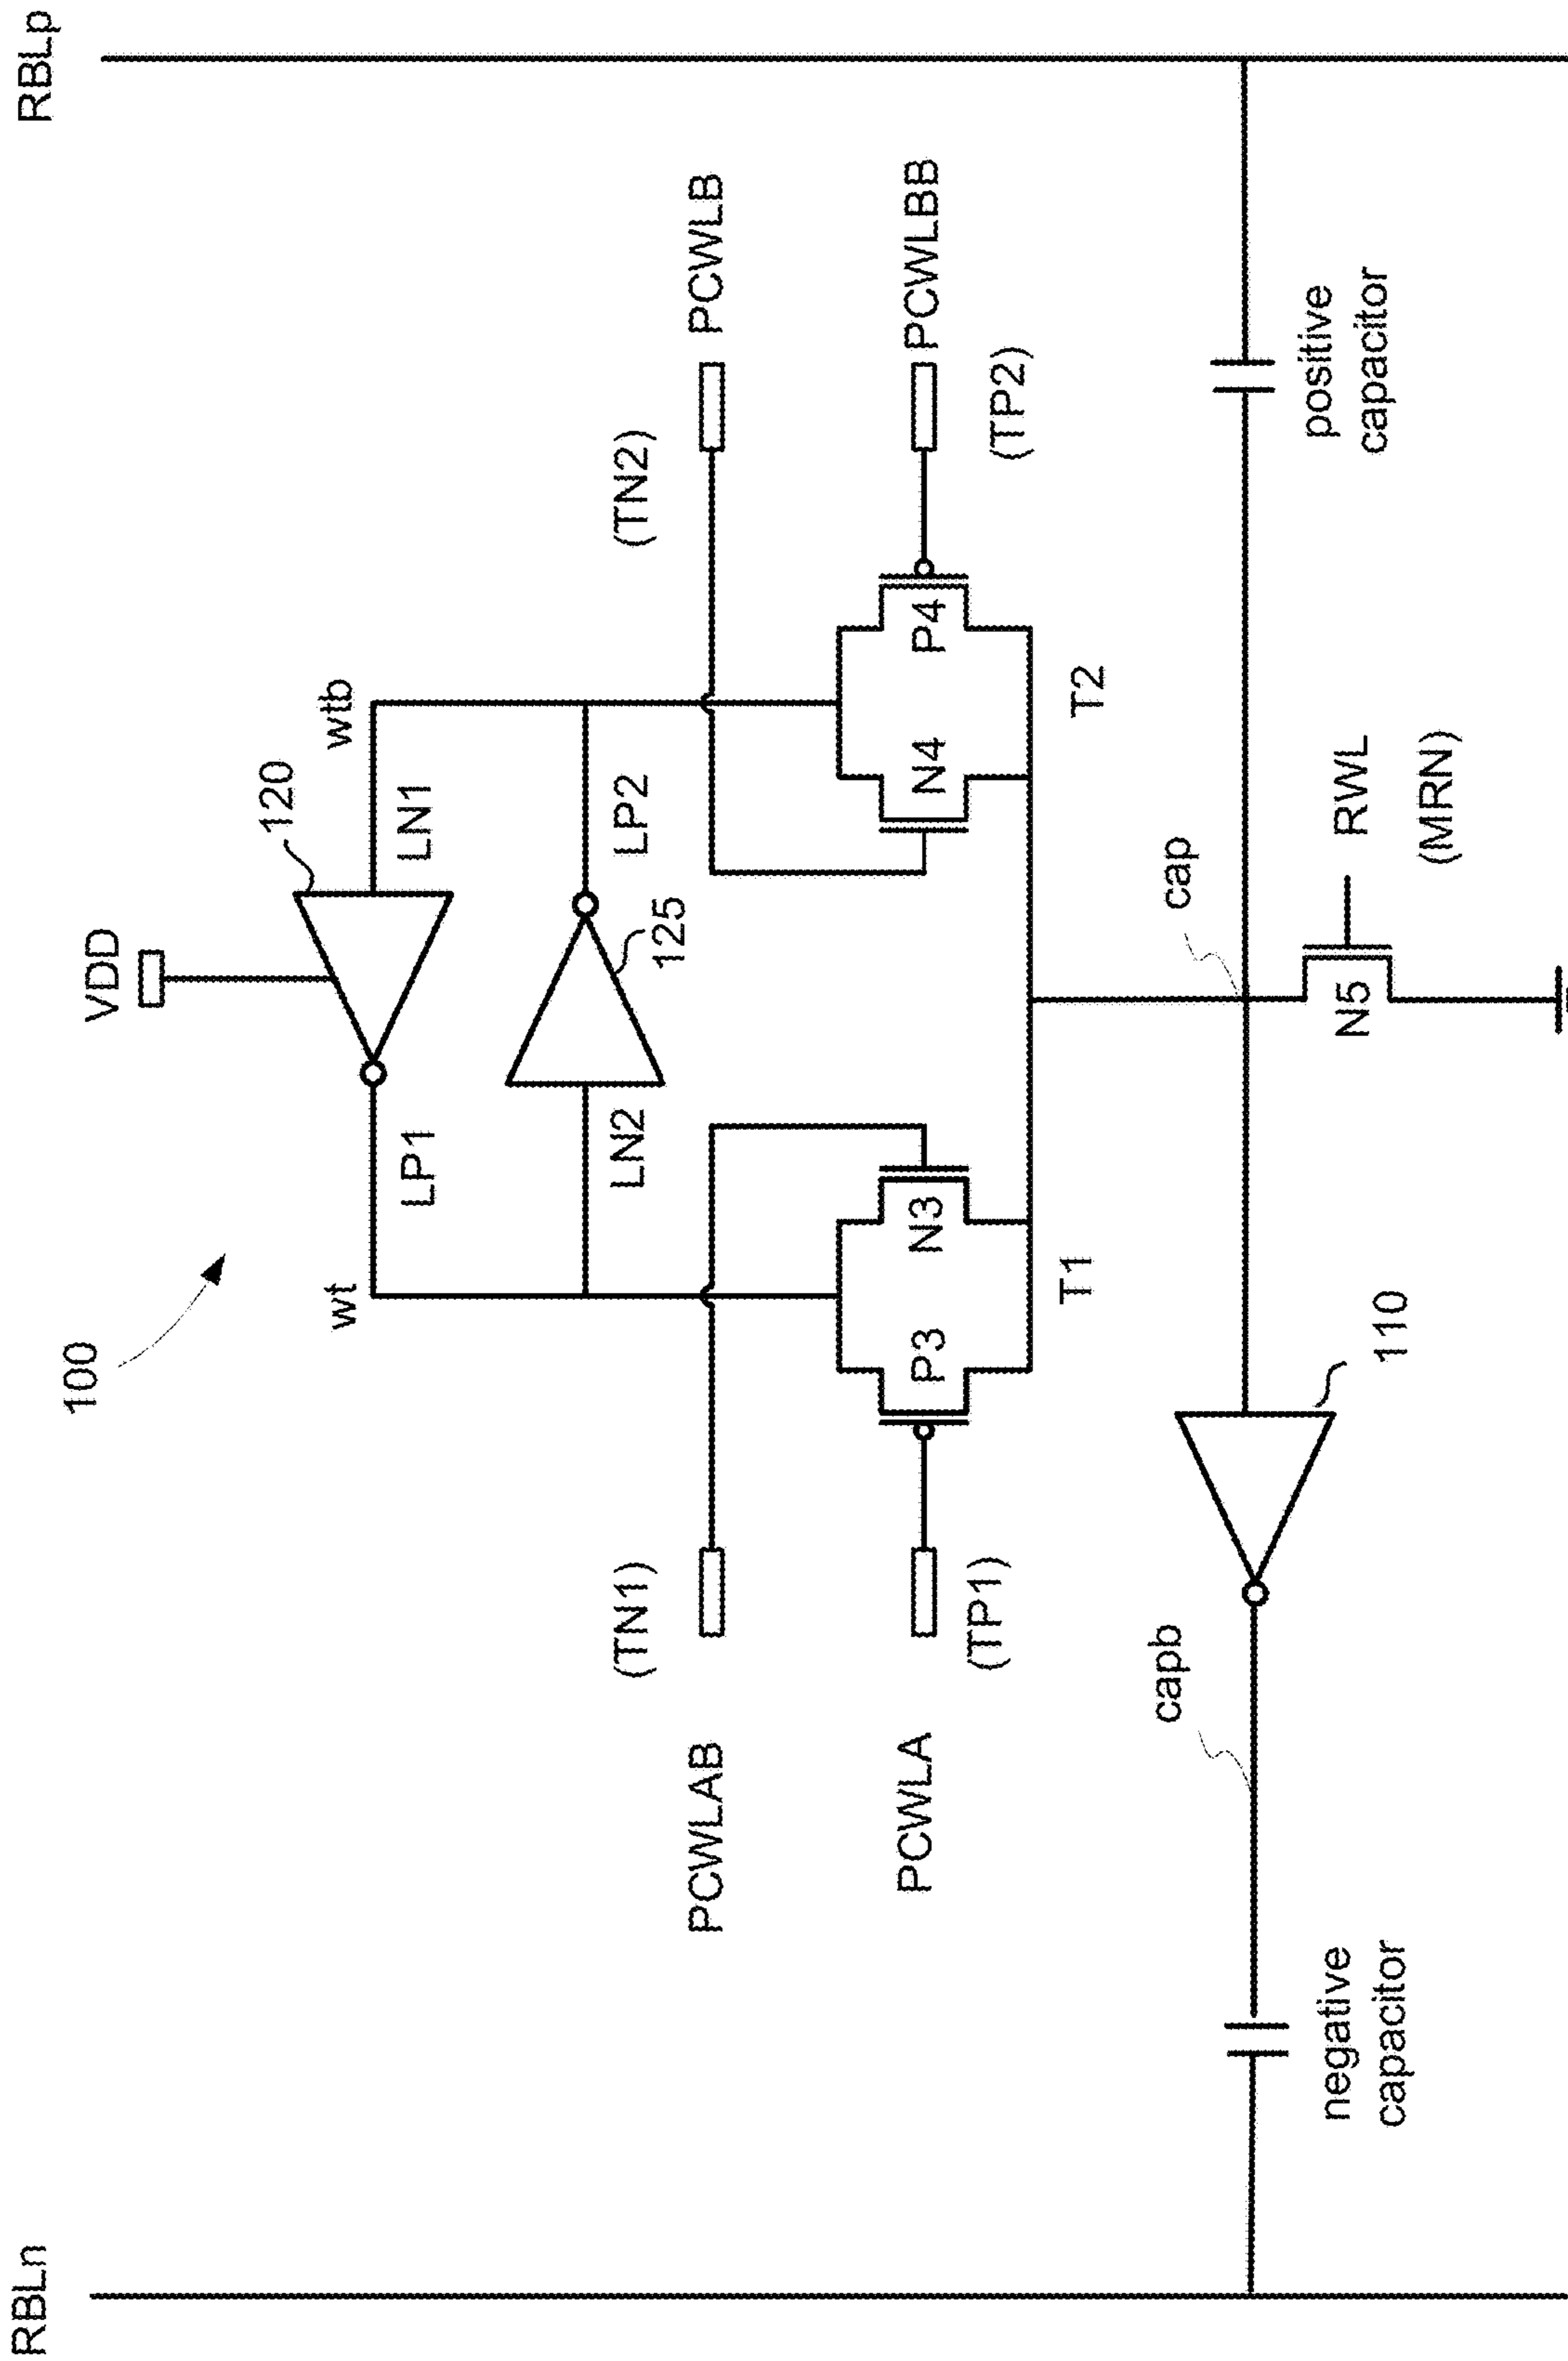 RBLn
RBLp
100
VDD
120
wt
wtb
LP1
LN1
LN2
125
LP2
(TN1)
(TN2)
PCWLAB
PCWLB
PCWLA
P3
N3
N4
P4
PCWLBB
(TP1)
(TP2)
T1
T2
capb
cap
110
negative
capacitor
N5
RWL
(MRN)
positive
capacitor